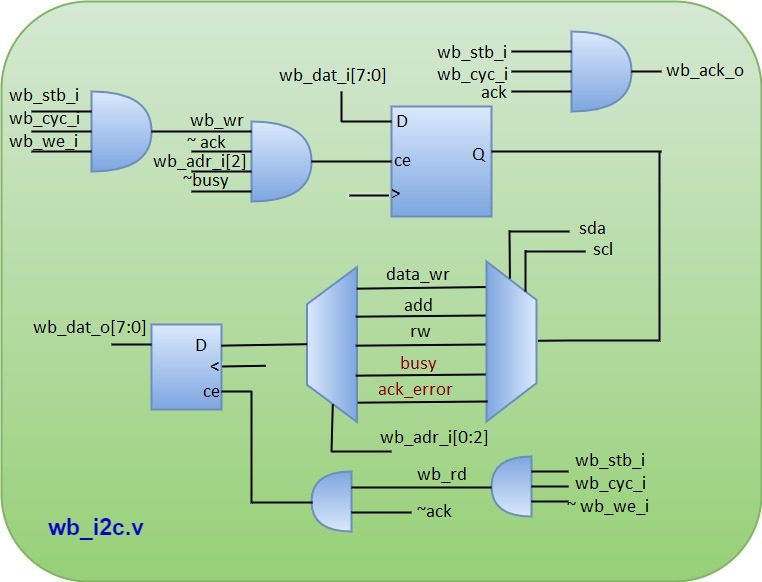 wb_stb_i
wb_cyc_i
ack
wb_ack_o
wb_dat_i[7:0]
wb_stb_i
wb_cyc_i
wb_we_i
wb_wr
~ ack
wb_adr_i[2]
~busy
D
ce
>
Q
sda
scl
data_wr
add
rw
busy
ack_error
wb_dat_o[7:0]
D
<
ce
wb_adr_i[0:2]
wb_rd
~ack
wb_stb_i
wb_cyc_i
~ wb_we_i
wb_i2c.v